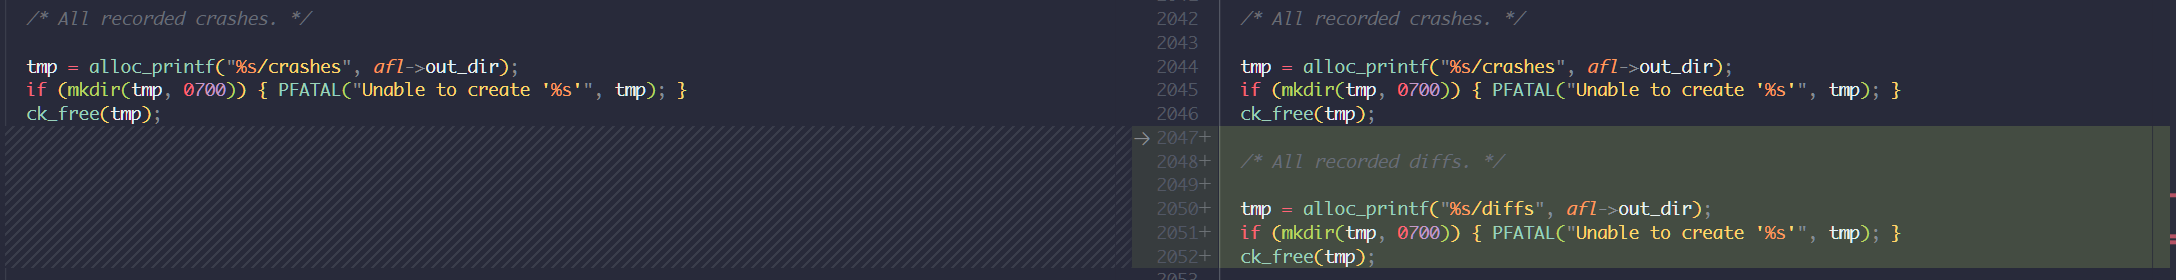 /* All recorded crashes. */
tmp = alloc_printf("%s/crashes", afl->out_dir);
if (mkdir(tmp, 0700)) { PFATAL("Unable to create '%s'", tmp); }
ck_free(tmp);
2042 /* All recorded crashes. */
2043
2044 tmp = alloc_printf("%s/crashes", afl->out_dir);
2045 if (mkdir(tmp, 0700)) { PFATAL("Unable to create '%s'", tmp); }
2046 ck_free(tmp);
→ 2047+
2048+ /* All recorded diffs. */
2049+
2050+ tmp = alloc_printf("%s/diffs", afl->out_dir);
2051+ if (mkdir(tmp, 0700)) { PFATAL("Unable to create '%s'", tmp); }
2052+ ck_free(tmp);
2053